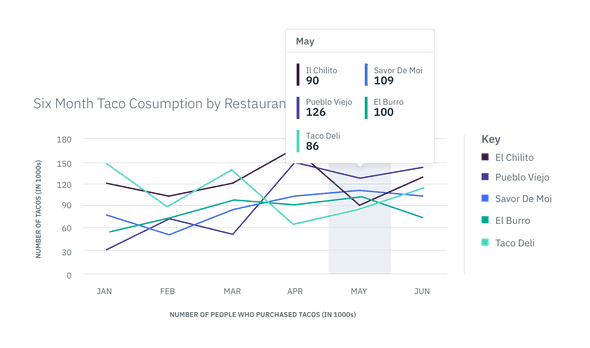 May
Il Chilito
90
Savor De Moi
109
Pueblo Viejo
126
El Burro
100
Taco Deli
86
Six Month Taco Cosumption by Restauran
Key
El Chilito
Pueblo Viejo
Savor De Moi
El Burro
Taco Deli
NUMBER OF TACOS (IN 1000s)
180
150
120
90
60
30
0
JAN FEB MAR APR MAY JUN
NUMBER OF PEOPLE WHO PURCHASED TACOS (IN 1000s)